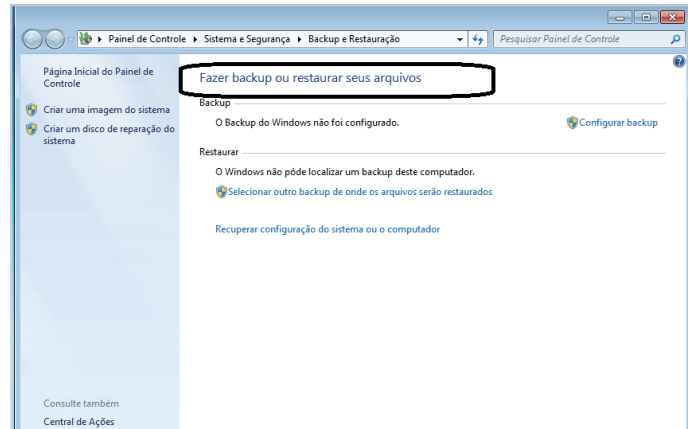 Painel de Controle ▸ Sistema e Segurança ▸ Backup e Restauração
Pesquisar Painel de Controle
Página Inicial do Painel de
Controle
Criar uma imagem do sistema
Criar um disco de reparação do
sistema
Fazer backup ou restaurar seus arquivos
Backup
O Backup do Windows não foi configurado.
Configurar backup
Restaurar
O Windows não pôde localizar um backup deste computador.
Selecionar outro backup de onde os arquivos serão restaurados
Recuperar configuração do sistema ou o computador
Consulte também
Central de Ações